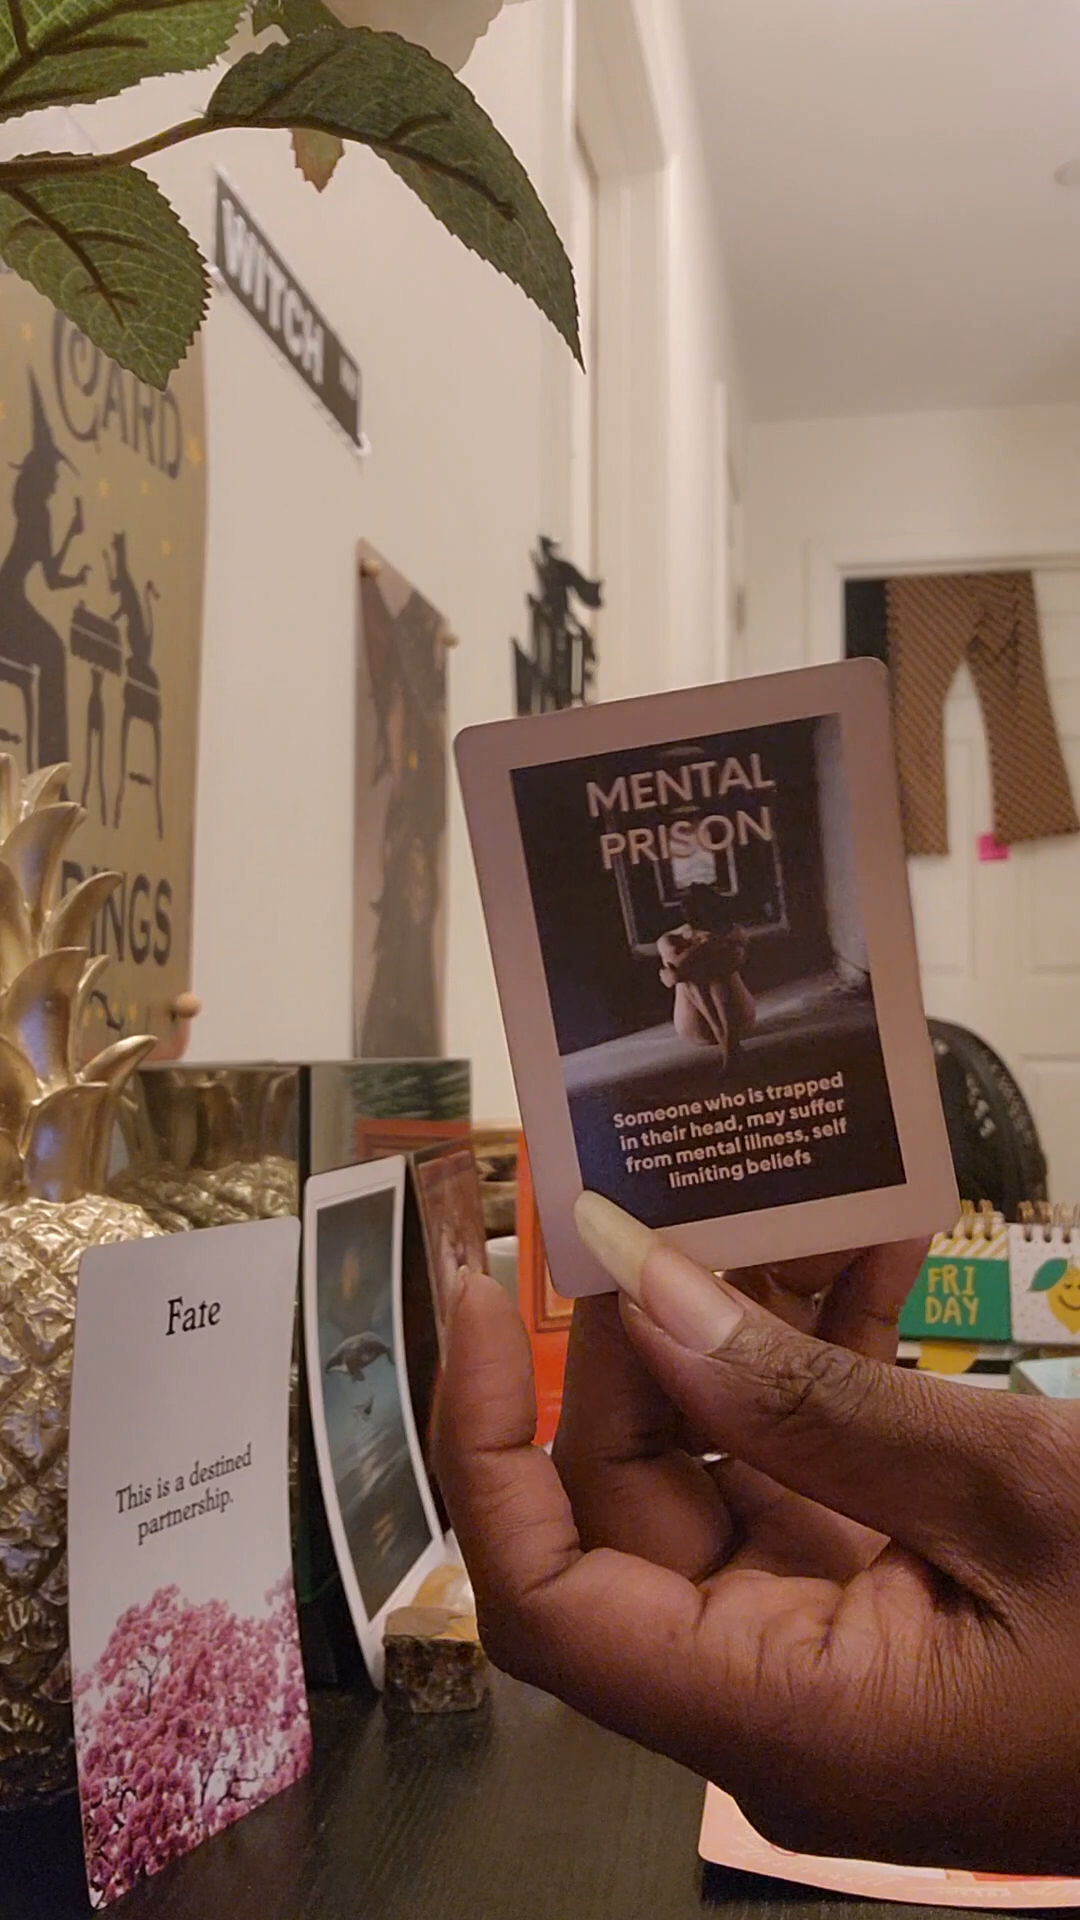 WITCH
CARD
INGS
MENTAL
PRISON
Someone who is trapped
in their head, may suffer
from mental illness, self
limiting beliefs
Fate
This is a destined
partnership.
FRI
DAY